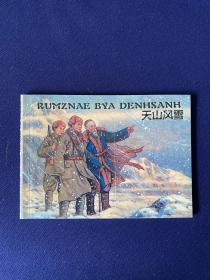 RUMZNAE BYA DENHSANH
天山风雪